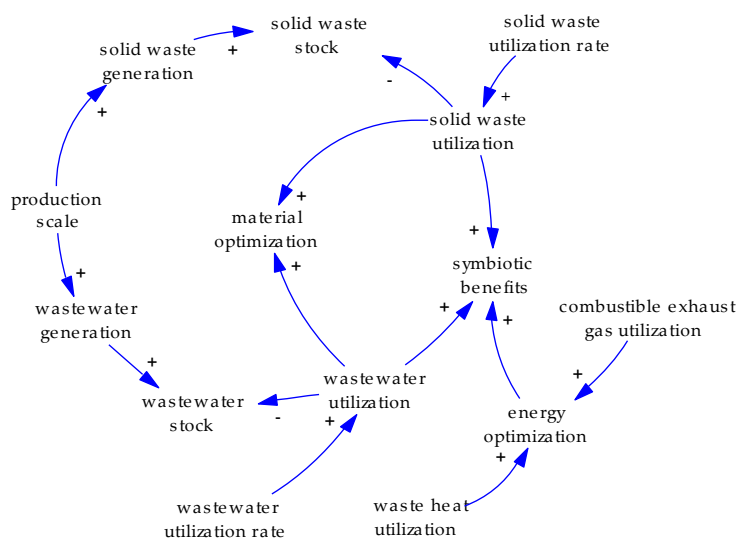 solid waste
stock
+
solid waste
generation
+
solid waste
utilization rate
-
+
solid waste
utilization
production
scale
+
material
optimization
+
+
symbiotic
benefits
+
+
wastewater
generation
+
+
combustible exhaust
gas utilization
+
wastewater
stock
-
wastewater
utilization
+
+
energy
optimization
+
wastewater
utilization rate
waste heat
utilization